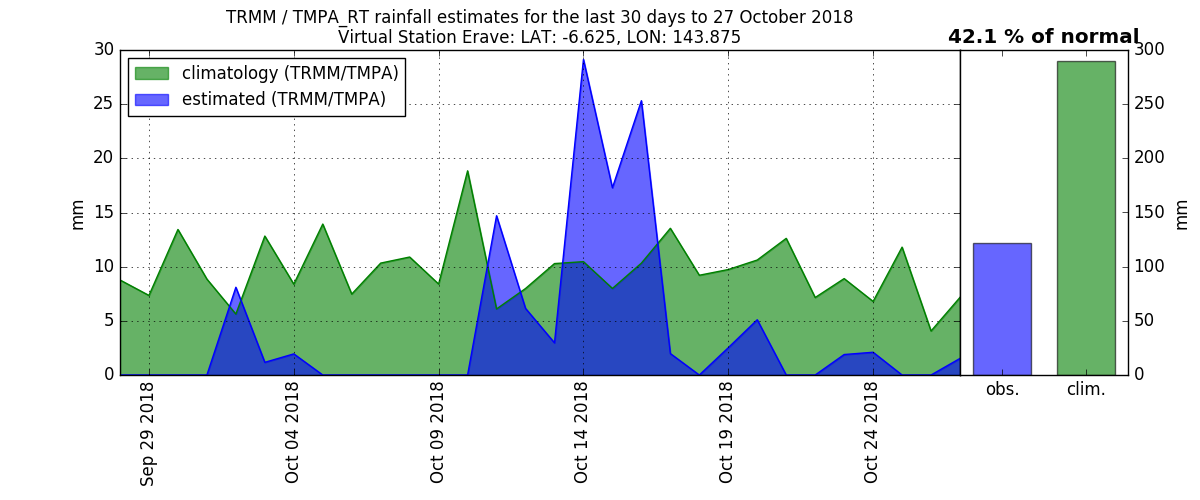 TRMM / TMPA_RT rainfall estimates for the last 30 days to 27 October 2018
Virtual Station Erave: LAT: -6.625, LON: 143.875
42.1 % of normal
climatology (TRMM/TMPA)
estimated (TRMM/TMPA)
30
25
20
15
10
5
0
mm
Sep 29 2018
Oct 04 2018
Oct 09 2018
Oct 14 2018
Oct 19 2018
Oct 24 2018
obs.
clim.
300
250
200
150
100
50
0
mm